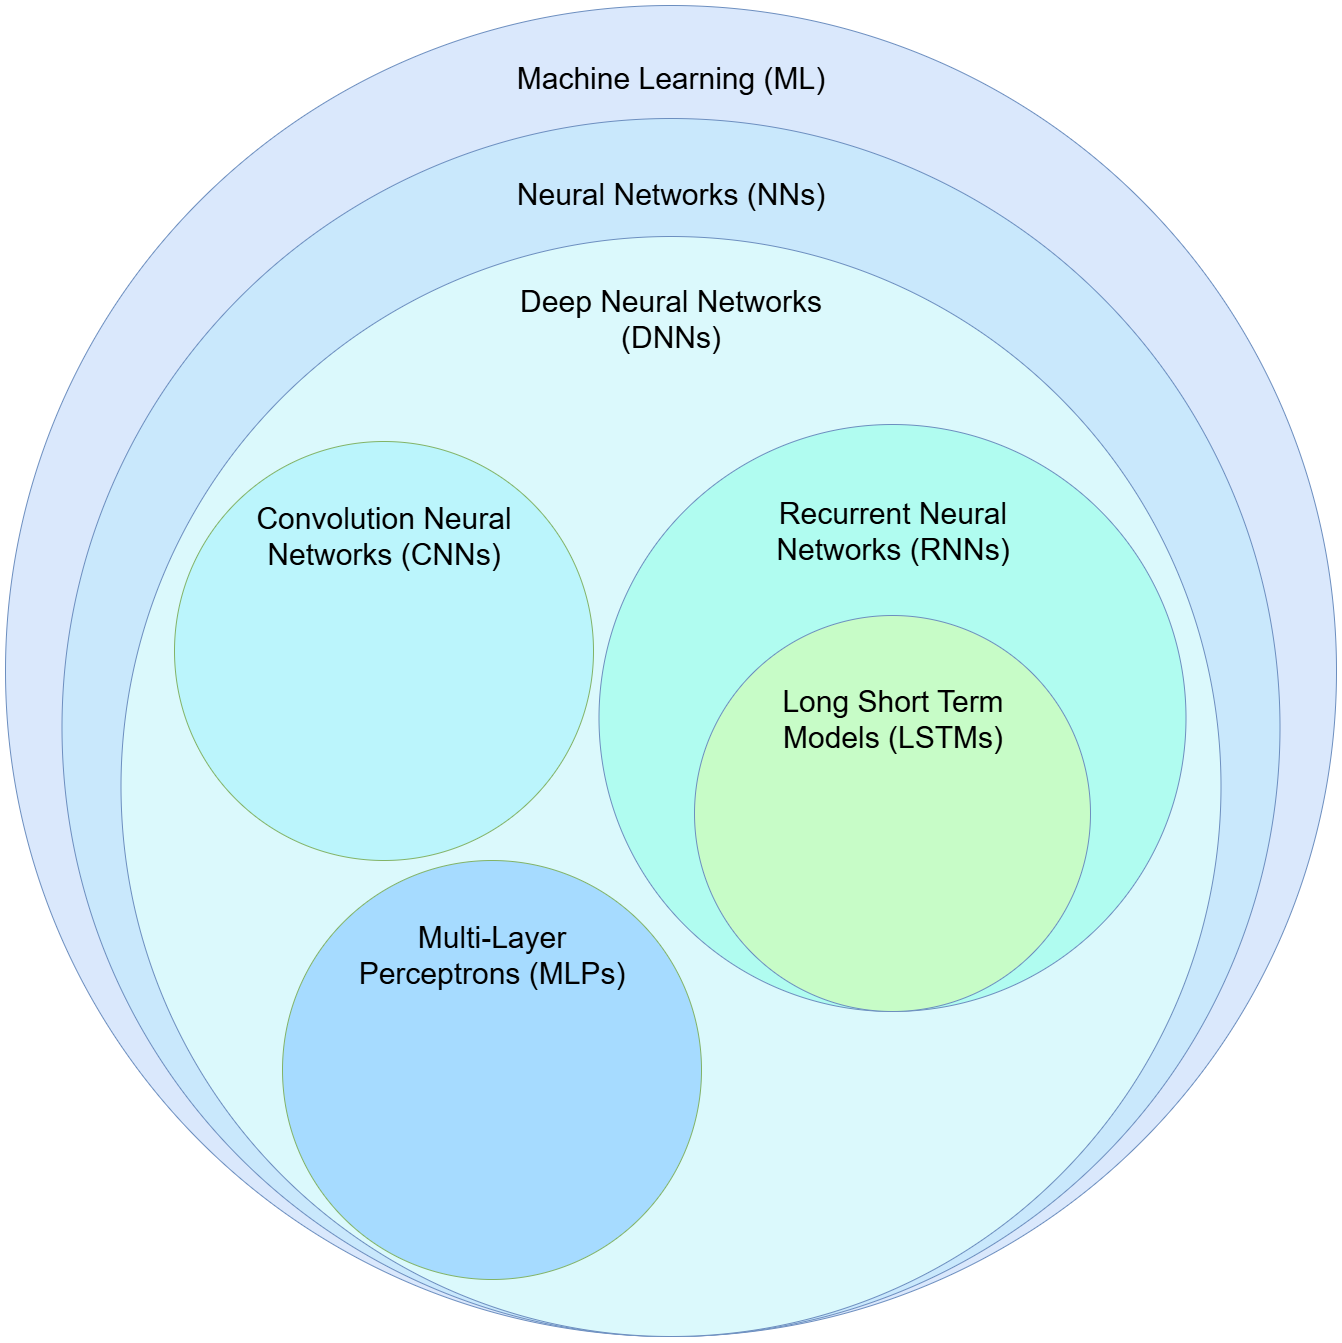 Machine Learning (ML)
Neural Networks (NNs)
Deep Neural Networks
(DNNs)
Convolution Neural
Networks (CNNs)
Recurrent Neural
Networks (RNNs)
Long Short Term
Models (LSTMs)
Multi-Layer
Perceptrons (MLPs)